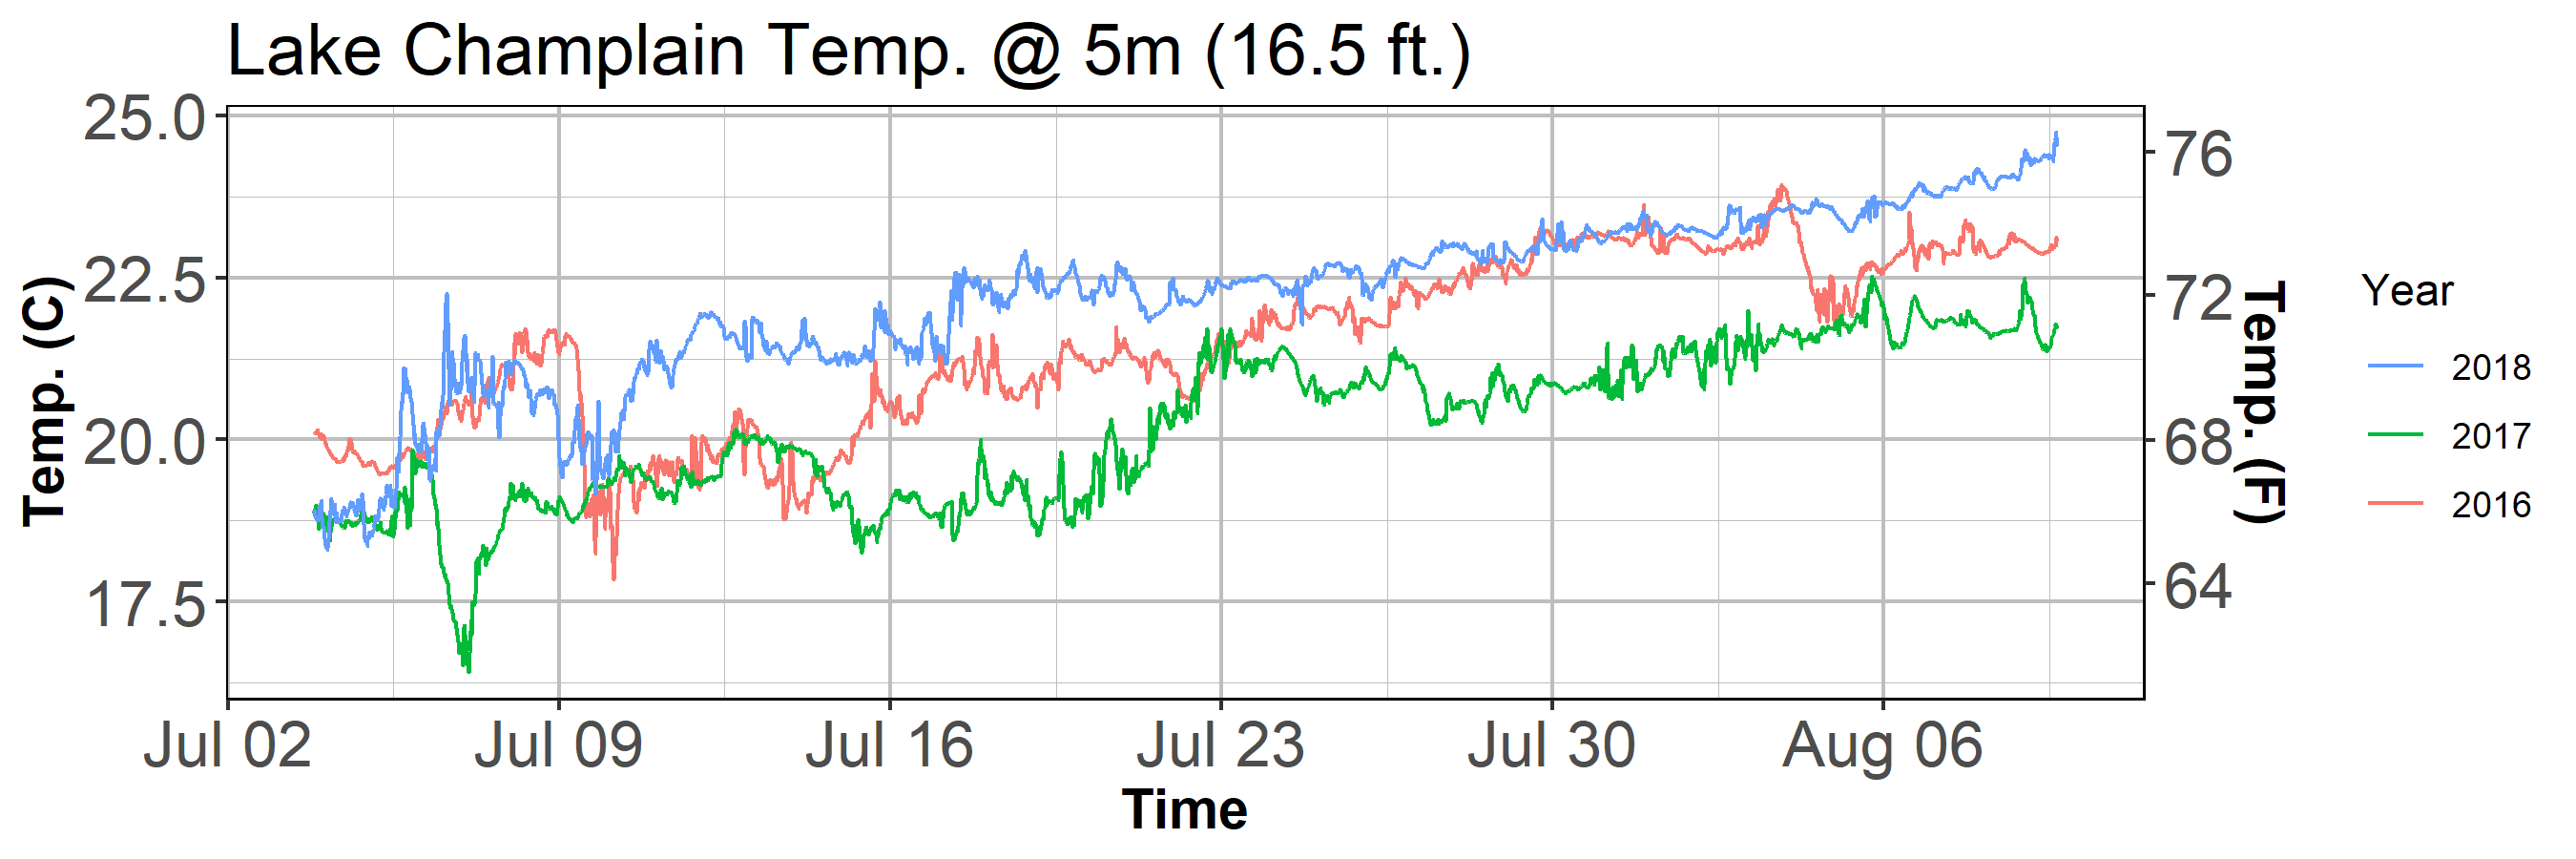 Lake Champlain Temp. @ 5m (16.5 ft.)
25.0
22.5
20.0
17.5
Temp. (C)
76
72
68
64
Temp. (F)
Jul 02 Jul 09 Jul 16 Jul 23 Jul 30 Aug 06
Time
Year
2018
2017
2016